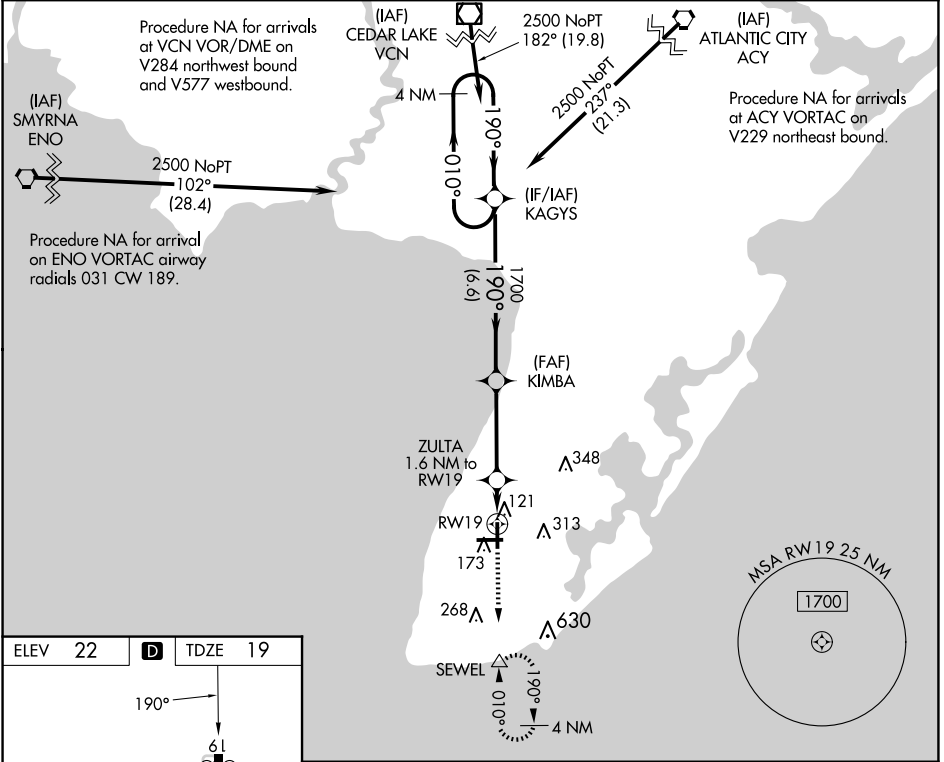 Procedure NA for arrivals
at VCN VOR/DME on
V284 northwest bound
and V577 westbound.
(IAF)
CEDAR LAKE
VCN
2500 NoPT
182° (19.8)
(IAF)
ATLANTIC CITY
ACY
2500 NoPT
237°
(21.3)
Procedure NA for arrivals
at ACY VORTAC on
V229 northeast bound.
4 NM
190°
010°
(IAF)
SMYRNA
ENO
2500 NoPT
102°
(28.4)
Procedure NA for arrival
on ENO VORTAC airway
radials 031 CW 189.
(IF/IAF)
KAGYS
1700
190°
(6.6)
(FAF)
KIMBA
ZULTA
1.6 NM to
RW19
348
121
RW19
313
173
268
630
SEWEL
010°
190°
4 NM
MSA RW19 25 NM
1700
ELEV 22
D
TDZE 19
190°
19